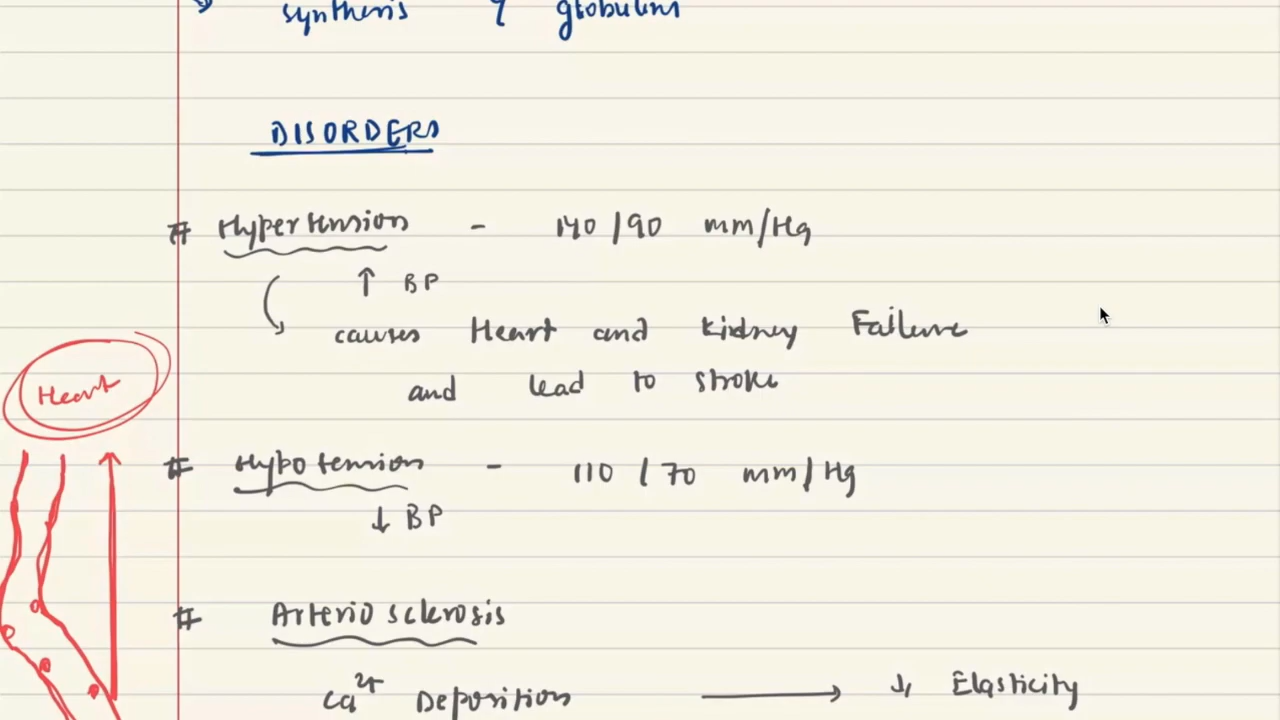 synthesis of globulins
DISORDERS
# Hypertension - 140/90 mm/Hg
↑ BP
causes Heart and kidney Failure
and lead to stroke
Heart
# Hypotension - 110/70 mm/Hg
↓ BP
# Arterio sclerosis
Ca²⁺ Deposition ⟶ ↓ Elasticity